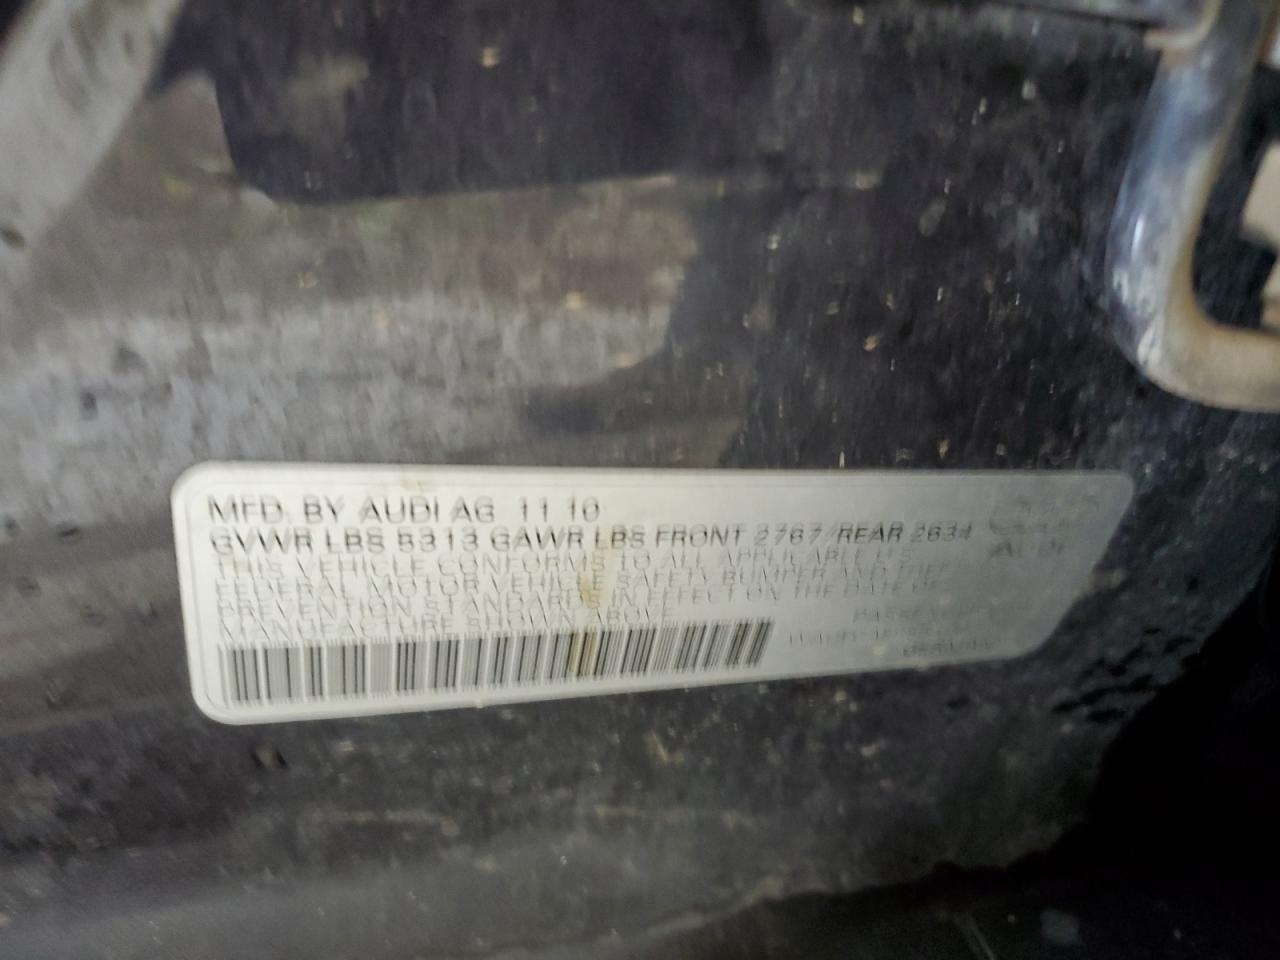 MFD. BY AUDI AG 11 10
GVWR LBS 5313 GAWR LBS FRONT 2767/REAR 2634
THIS VEHICLE CONFORMS TO ALL APPLICABLE U.S.
FEDERAL MOTOR VEHICLE SAFETY BUMPER AND THEFT
PREVENTION STANDARDS IN EFFECT ON THE DATE OF
MANUFACTURE SHOWN ABOVE
AUDI